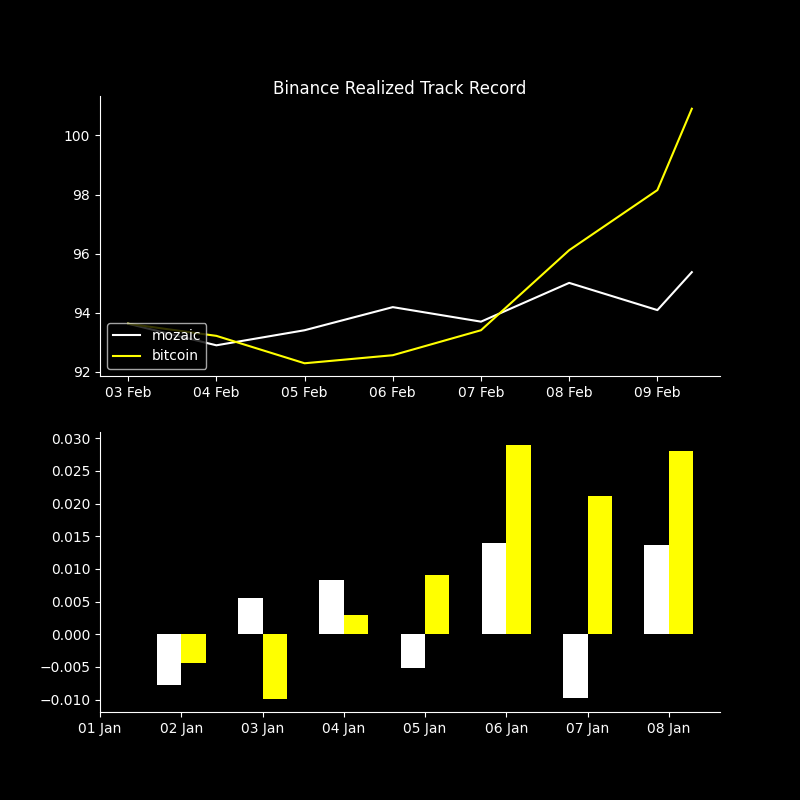 Binance Realized Track Record
100
98
96
94
92
mozaic
bitcoin
03 Feb 04 Feb 05 Feb 06 Feb 07 Feb 08 Feb 09 Feb
0.030
0.025
0.020
0.015
0.010
0.005
0.000
−0.005
−0.010
01 Jan 02 Jan 03 Jan 04 Jan 05 Jan 06 Jan 07 Jan 08 Jan